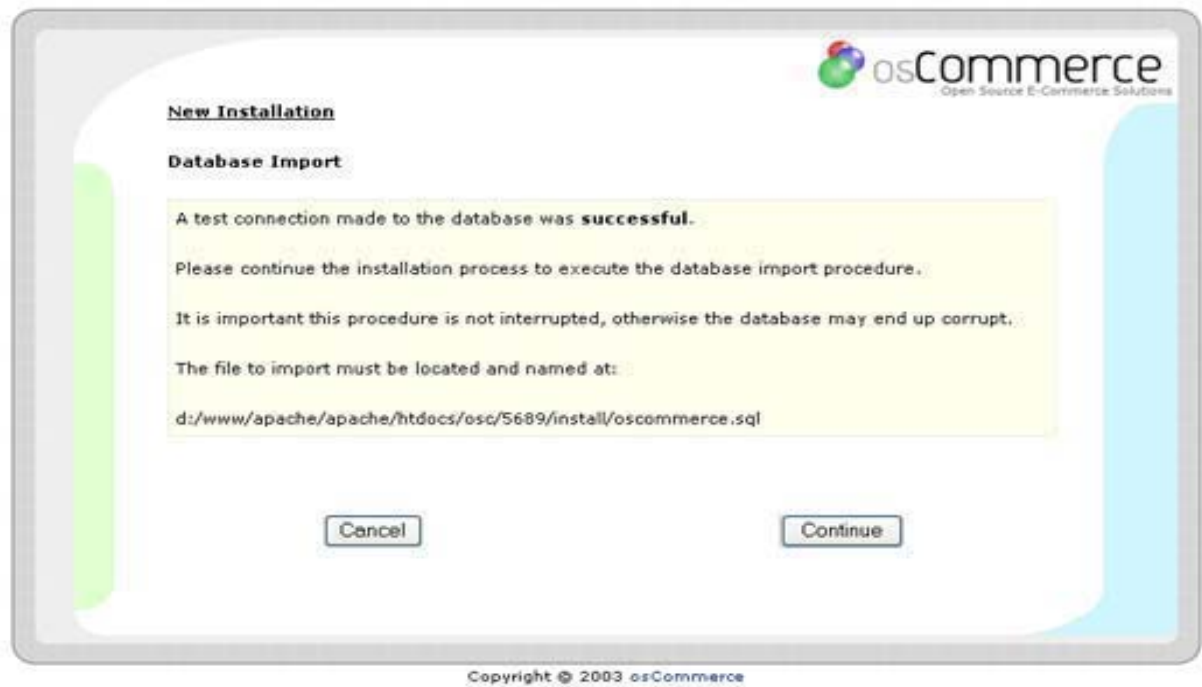 osCommerce
Open Source E-Commerce Solutions
New Installation
Database Import
A test connection made to the database was successful.
Please continue the installation process to execute the database import procedure.
It is important this procedure is not interrupted, otherwise the database may end up corrupt.
The file to import must be located and named at:
d:/www/apache/apache/htdocs/osc/5689/install/oscommerce.sql
Cancel
Continue
Copyright © 2003 osCommerce